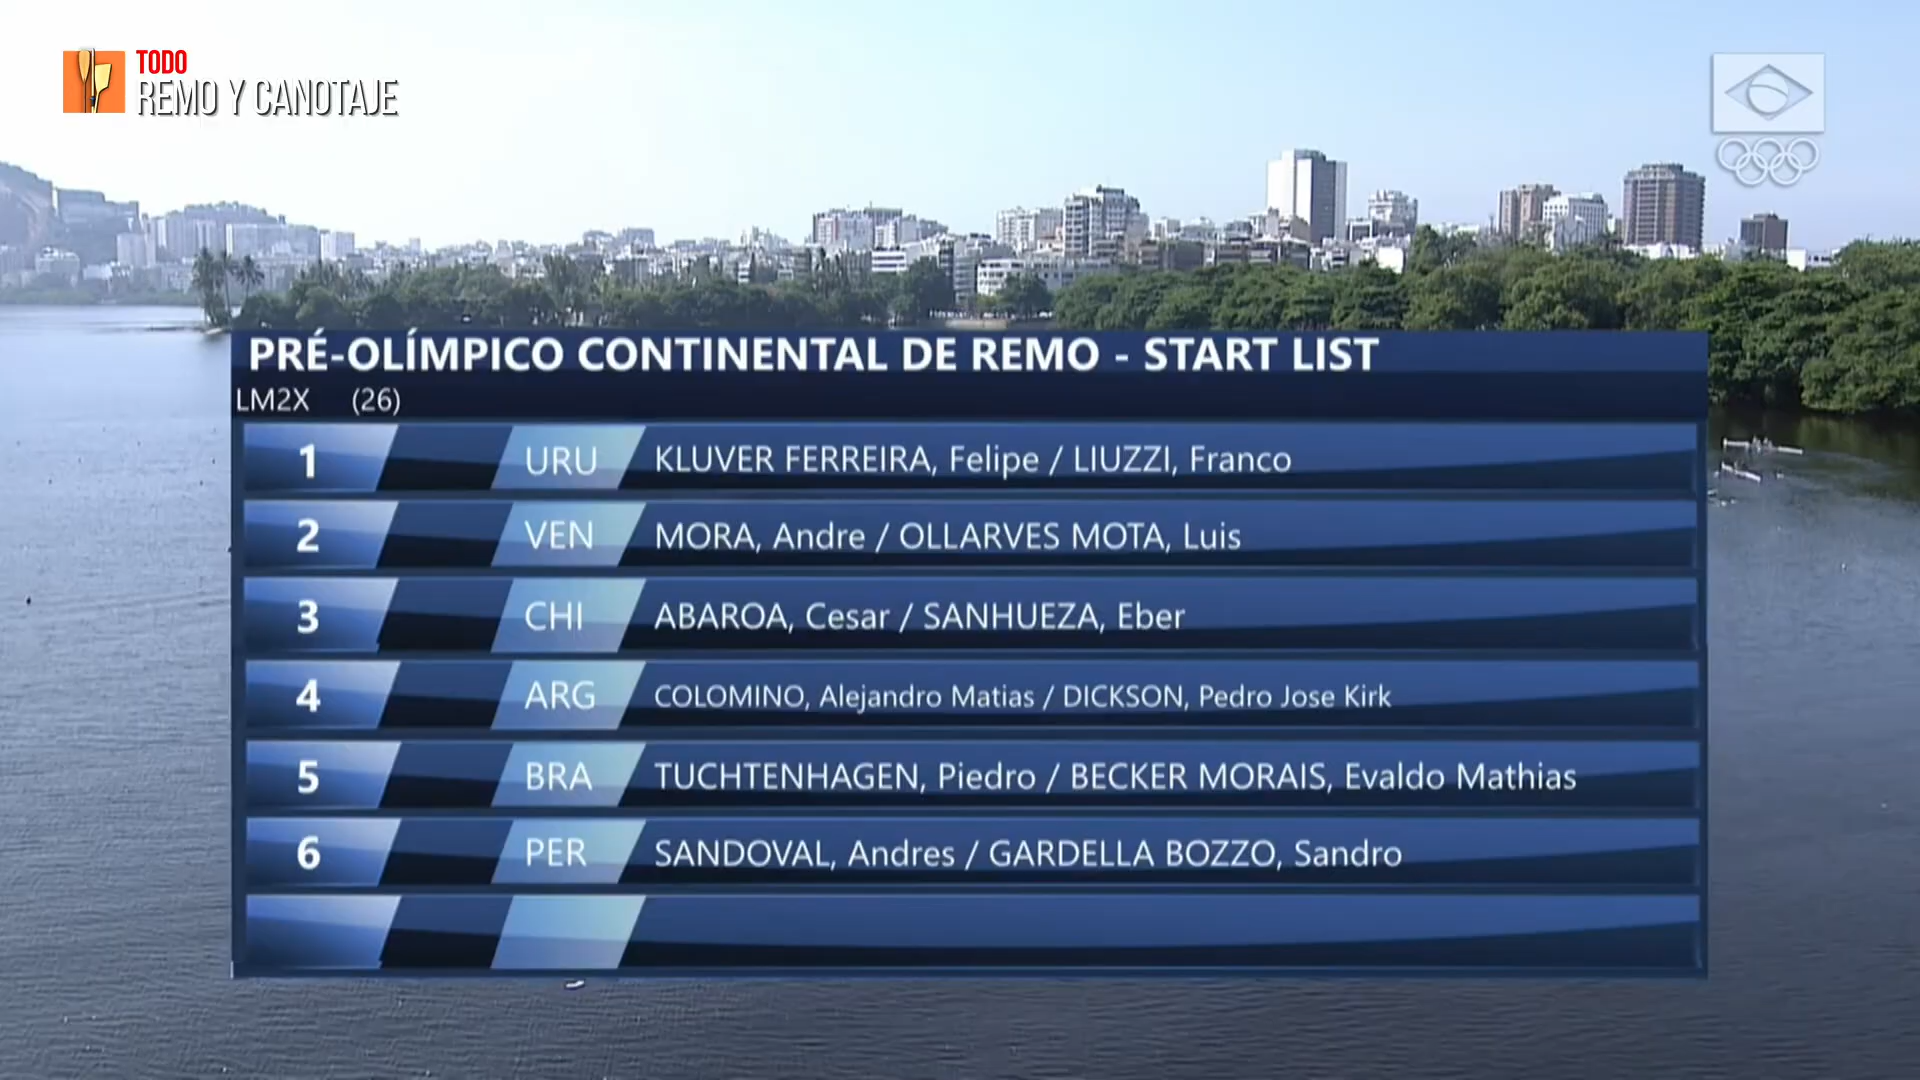 TODO
REMO Y CANOTAJE
PRÉ-OLÍMPICO CONTINENTAL DE REMO - START LIST
LM2X (26)
1 URU KLUVER FERREIRA, Felipe / LIUZZI, Franco
2 VEN MORA, Andre / OLLARVES MOTA, Luis
3 CHI ABAROA, Cesar / SANHUEZA, Eber
4 ARG COLOMINO, Alejandro Matias / DICKSON, Pedro Jose Kirk
5 BRA TUCHTENHAGEN, Piedro / BECKER MORAIS, Evaldo Mathias
6 PER SANDOVAL, Andres / GARDELLA BOZZO, Sandro